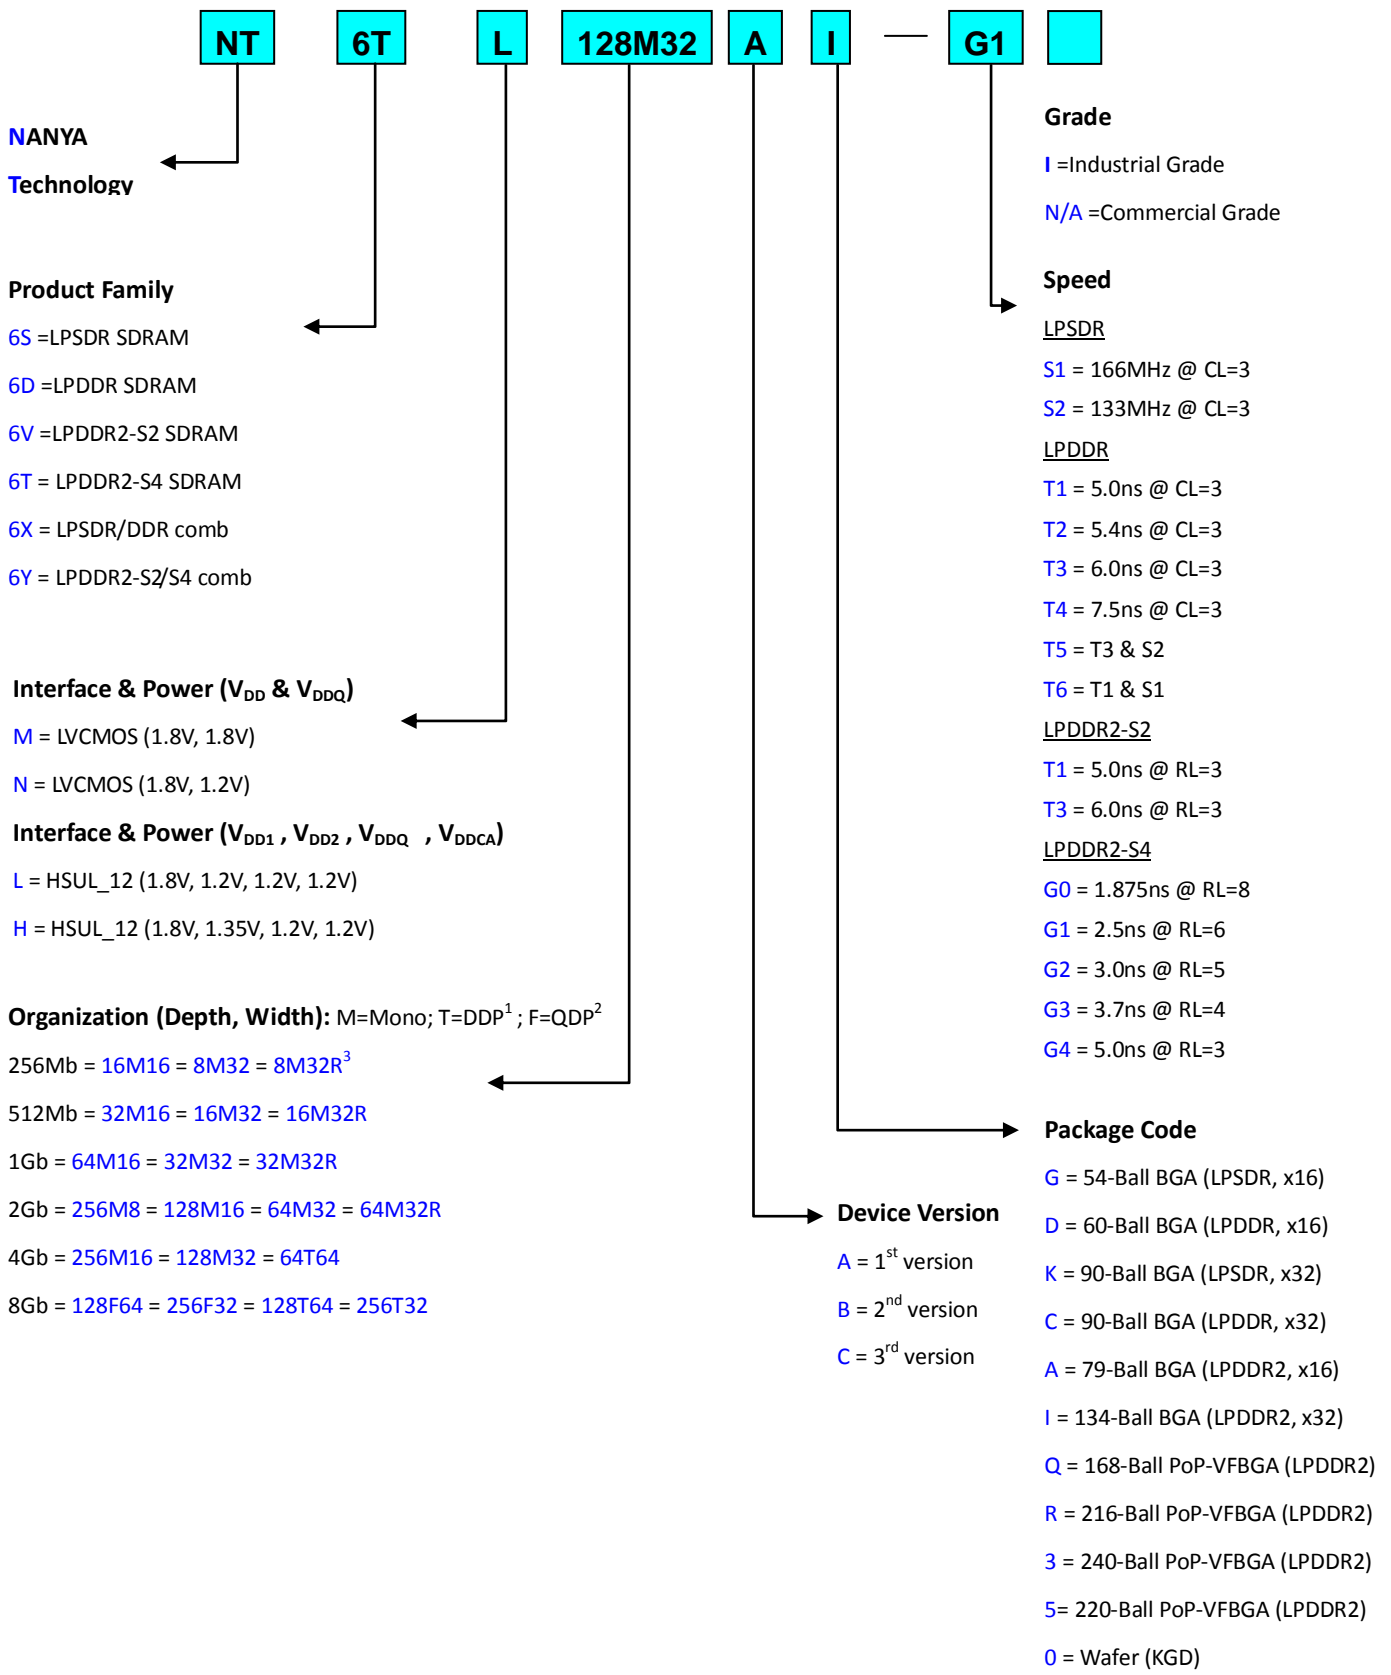 NT 6T L 128M32 A I — G1
NANYA
Technology
Product Family
6S =LPSDR SDRAM
6D =LPDDR SDRAM
6V =LPDDR2-S2 SDRAM
6T = LPDDR2-S4 SDRAM
6X = LPSDR/DDR comb
6Y = LPDDR2-S2/S4 comb
Interface & Power (VDD & VDDQ)
M = LVCMOS (1.8V, 1.8V)
N = LVCMOS (1.8V, 1.2V)
Interface & Power (VDD1 , VDD2 , VDDQ , VDDCA)
L = HSUL_12 (1.8V, 1.2V, 1.2V, 1.2V)
H = HSUL_12 (1.8V, 1.35V, 1.2V, 1.2V)
Organization (Depth, Width): M=Mono; T=DDP1 ; F=QDP2
256Mb = 16M16 = 8M32 = 8M32R3
512Mb = 32M16 = 16M32 = 16M32R
1Gb = 64M16 = 32M32 = 32M32R
2Gb = 256M8 = 128M16 = 64M32 = 64M32R
4Gb = 256M16 = 128M32 = 64T64
8Gb = 128F64 = 256F32 = 128T64 = 256T32
Device Version
A = 1st version
B = 2nd version
C = 3rd version
Grade
I =Industrial Grade
N/A =Commercial Grade
Speed
LPSDR
S1 = 166MHz @ CL=3
S2 = 133MHz @ CL=3
LPDDR
T1 = 5.0ns @ CL=3
T2 = 5.4ns @ CL=3
T3 = 6.0ns @ CL=3
T4 = 7.5ns @ CL=3
T5 = T3 & S2
T6 = T1 & S1
LPDDR2-S2
T1 = 5.0ns @ RL=3
T3 = 6.0ns @ RL=3
LPDDR2-S4
G0 = 1.875ns @ RL=8
G1 = 2.5ns @ RL=6
G2 = 3.0ns @ RL=5
G3 = 3.7ns @ RL=4
G4 = 5.0ns @ RL=3
Package Code
G = 54-Ball BGA (LPSDR, x16)
D = 60-Ball BGA (LPDDR, x16)
K = 90-Ball BGA (LPSDR, x32)
C = 90-Ball BGA (LPDDR, x32)
A = 79-Ball BGA (LPDDR2, x16)
I = 134-Ball BGA (LPDDR2, x32)
Q = 168-Ball PoP-VFBGA (LPDDR2)
R = 216-Ball PoP-VFBGA (LPDDR2)
3 = 240-Ball PoP-VFBGA (LPDDR2)
5= 220-Ball PoP-VFBGA (LPDDR2)
0 = Wafer (KGD)